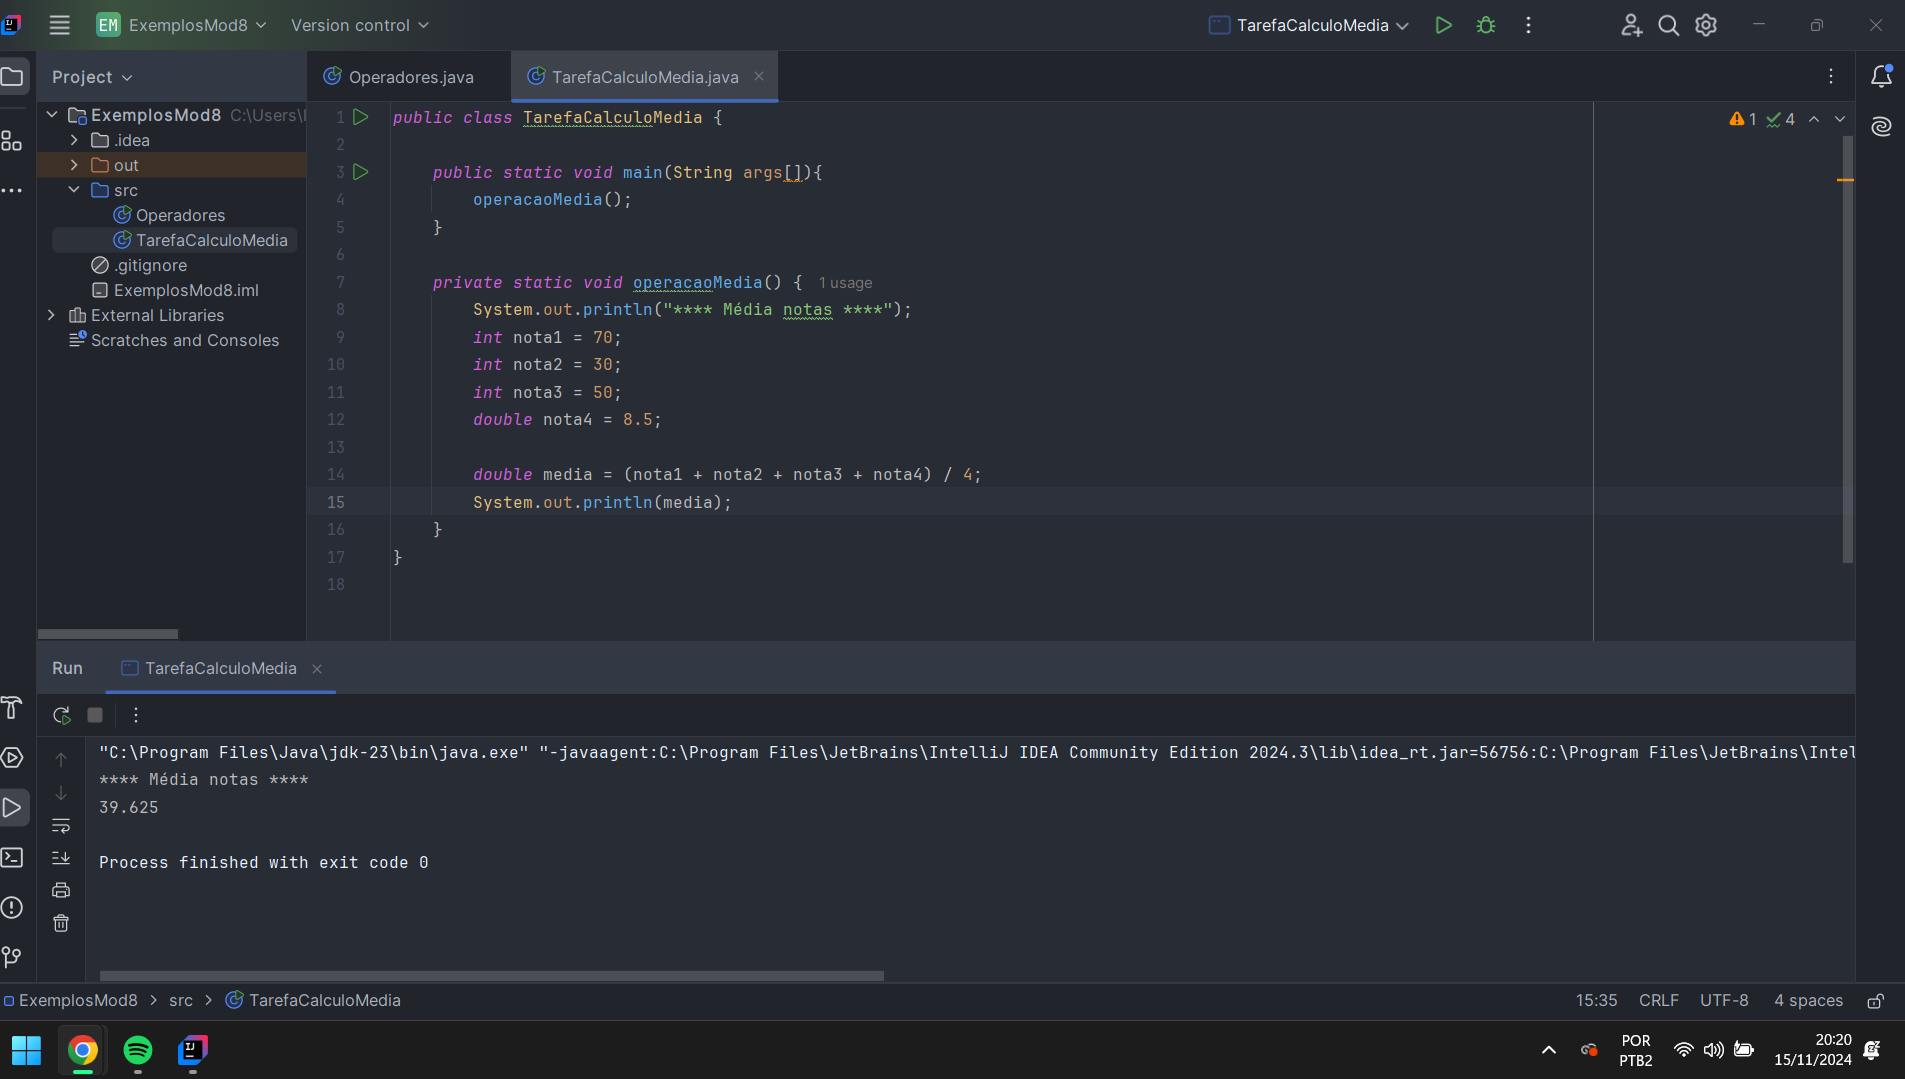 EM ExemplosMod8 Version control TarefaCalculoMedia
Project
Operadores.java TarefaCalculoMedia.java
ExemplosMod8 C:\Users\
.idea
out
src
Operadores
TarefaCalculoMedia
.gitignore
ExemplosMod8.iml
External Libraries
Scratches and Consoles
1 4
1 public class TarefaCalculoMedia {
2
3 public static void main(String args[]){
4 operacaoMedia();
5 }
6
7 private static void operacaoMedia() { 1 usage
8 System.out.println("**** Média notas ****");
9 int nota1 = 70;
10 int nota2 = 30;
11 int nota3 = 50;
12 double nota4 = 8.5;
13
14 double media = (nota1 + nota2 + nota3 + nota4) / 4;
15 System.out.println(media);
16 }
17 }
18
Run TarefaCalculoMedia
"C:\Program Files\Java\jdk-23\bin\java.exe" "-javaagent:C:\Program Files\JetBrains\IntelliJ IDEA Community Edition 2024.3\lib\idea_rt.jar=56756:C:\Program Files\JetBrains\Intel
**** Média notas ****
39.625
Process finished with exit code 0
ExemplosMod8 > src > TarefaCalculoMedia 15:35 CRLF UTF-8 4 spaces
POR
PTB2
20:20
15/11/2024